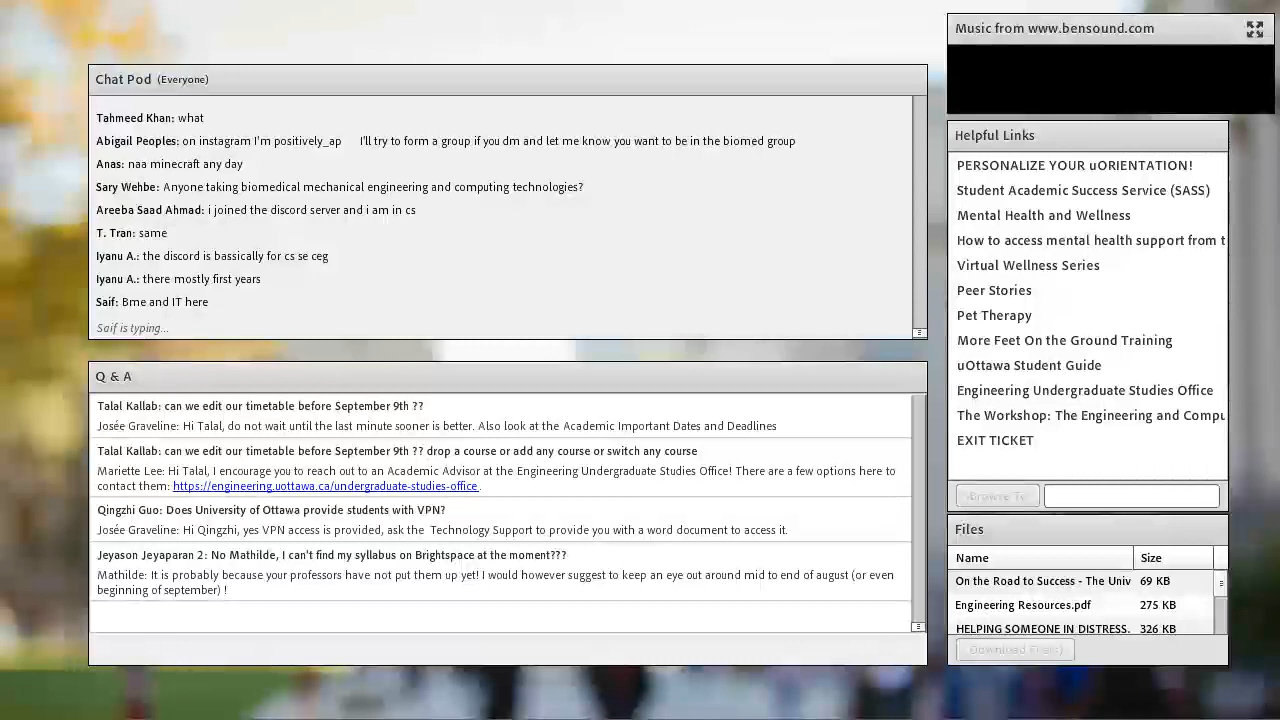 Music from www.bensound.com
Chat Pod (Everyone)
Tahmeed Khan: what
Abigail Peoples: on instagram I'm positively_ap I'll try to form a group if you dm and let me know you want to be in the biomed group
Anas: naa minecraft any day
Sary Wehbe: Anyone taking biomedical mechanical engineering and computing technologies?
Areeba Saad Ahmad: i joined the discord server and i am in cs
T. Tran: same
Iyanu A.: the discord is bassically for cs se ceg
Iyanu A.: there mostly first years
Saif: Bme and IT here
Saif is typing...
Q & A
Talal Kallab: can we edit our timetable before September 9th ??
Josée Graveline: Hi Talal, do not wait until the last minute sooner is better. Also look at the Academic Important Dates and Deadlines
Talal Kallab: can we edit our timetable before September 9th ?? drop a course or add any course or switch any course
Mariette Lee: Hi Talal, I encourage you to reach out to an Academic Advisor at the Engineering Undergraduate Studies Office! There are a few options here to
contact them: https://engineering.uottawa.ca/undergraduate-studies-office .
Qingzhi Guo: Does University of Ottawa provide students with VPN?
Josée Graveline: Hi Qingzhi, yes VPN access is provided, ask the Technology Support to provide you with a word document to access it.
Jeyason Jeyaparan 2: No Mathilde, I can't find my syllabus on Brightspace at the moment???
Mathilde: It is probably because your professors have not put them up yet! I would however suggest to keep an eye out around mid to end of august (or even
beginning of september) !
Helpful Links
PERSONALIZE YOUR uORIENTATION!
Student Academic Success Service (SASS)
Mental Health and Wellness
How to access mental health support from t
Virtual Wellness Series
Peer Stories
Pet Therapy
More Feet On the Ground Training
uOttawa Student Guide
Engineering Undergraduate Studies Office
The Workshop: The Engineering and Compu
EXIT TICKET
Browse To
Files
Name Size
On the Road to Success - The Univ 69 KB
Engineering Resources.pdf 275 KB
HELPING SOMEONE IN DISTRESS. 326 KB
Download File(s)